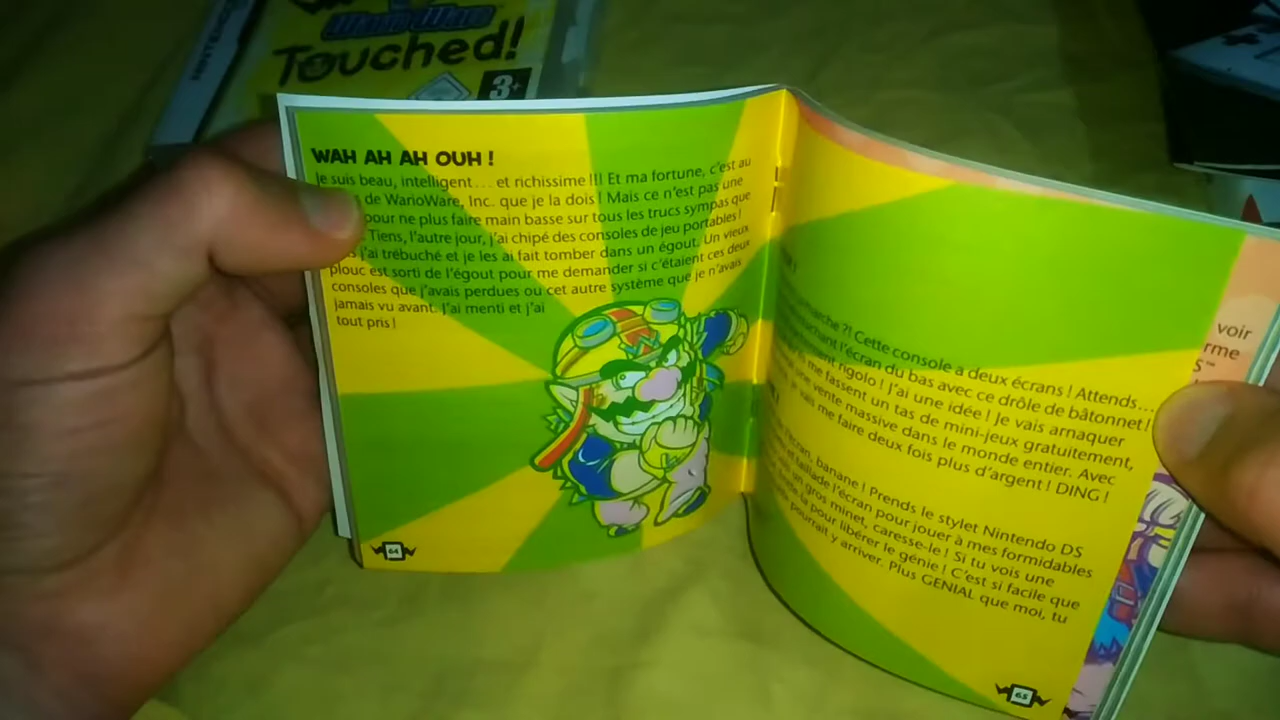 NINTENDO
WarioWare
Touched!
3+
WAH AH AH OUH !
Je suis beau, intelligent... et richissime !!! Et ma fortune, c'est au
de WarioWare, Inc. que je la dois ! Mais ce n'est pas une
pour ne plus faire main basse sur tous les trucs sympas que
Tiens, l'autre jour, j'ai chipé des consoles de jeu portables !
j'ai trébuché et je les ai fait tomber dans un égout. Un vieux
plouc est sorti de l'égout pour me demander si c'étaient ces deux
consoles que j'avais perdues ou cet autre système que je n'avais
jamais vu avant. J'ai menti et j'ai
tout pris !
64
marche ?! Cette console a deux écrans ! Attends...
touchant l'écran du bas avec ce drôle de bâtonnet !
rigolo ! J'ai une idée ! Je vais arnaquer
me fassent un tas de mini-jeux gratuitement,
une vente massive dans le monde entier. Avec
je vais me faire deux fois plus d'argent ! DING !
écran, banane ! Prends le stylet Nintendo DS
et taillade l'écran pour jouer à mes formidables
un gros minet, caresse-le ! Si tu vois une
la pour libérer le génie ! C'est si facile que
pourrait y arriver. Plus GENIAL que moi, tu
65
voir
rme
S™